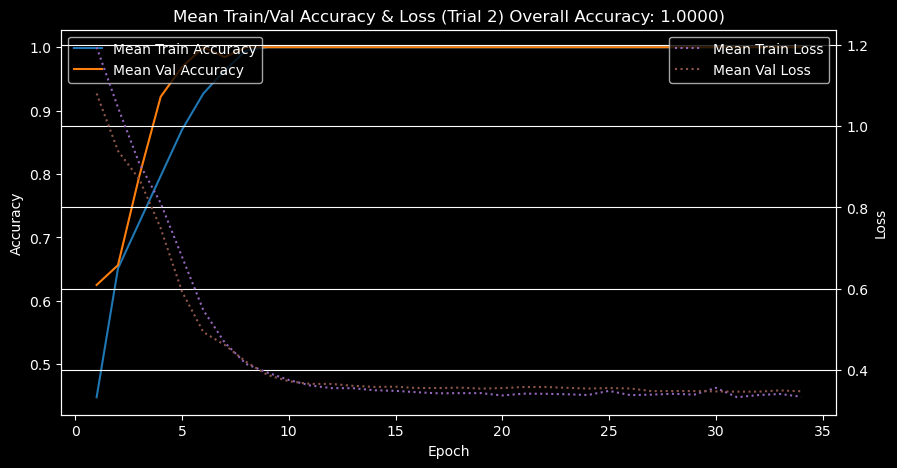 Mean Train/Val Accuracy & Loss (Trial 2) Overall Accuracy: 1.0000)
Mean Train Accuracy
Mean Val Accuracy
Mean Train Loss
Mean Val Loss
Accuracy
1.0
0.9
0.8
0.7
0.6
0.5
1.2
1.0
0.8
0.6
0.4
Loss
0 5 10 15 20 25 30 35
Epoch